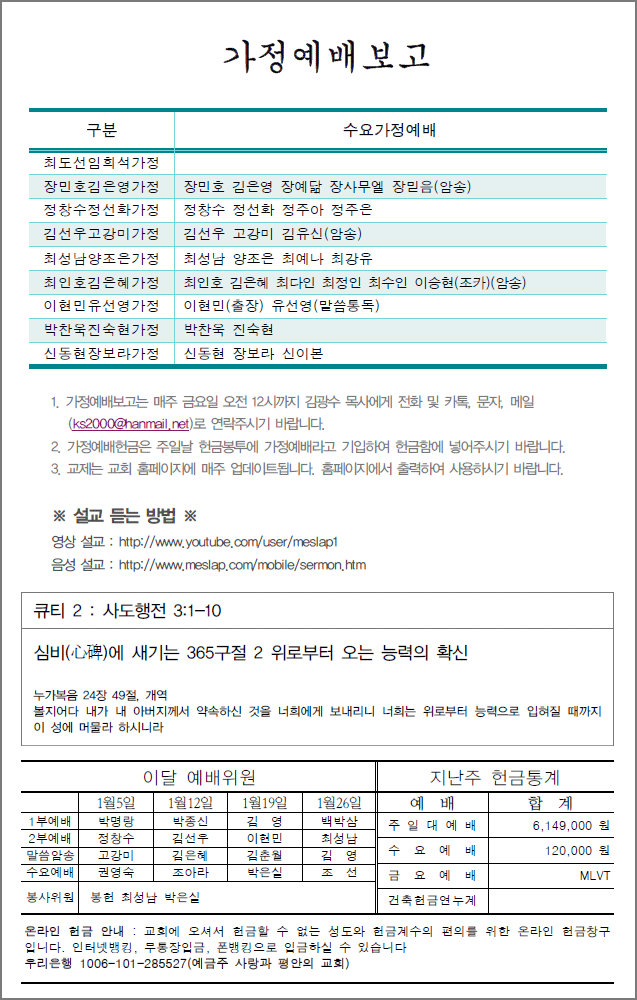 가정예배보고
구분 수요가정예배
최도선임희석가정
장민호김은영가정 장민호 김은영 장예닮 장사무엘 장믿음(암송)
정창수정선화가정 정창수 정선화 정주아 정주은
김선우고강미가정 김선우 고강미 김유신(암송)
최성남양조은가정 최성남 양조은 최예나 최강유
최인호김은혜가정 최인호 김은혜 최다인 최정인 최수인 이승현(조카)(암송)
이현민유선영가정 이현민(출장) 유선영(말씀통독)
박찬욱진숙현가정 박찬욱 진숙현
신동현장보라가정 신동현 장보라 신이본
1. 가정예배보고는 매주 금요일 오전 12시까지 김광수 목사에게 전화 및 카톡, 문자, 메일
(ks2000@hanmail.net)로 연락주시기 바랍니다.
2. 가정예배헌금은 주일날 헌금봉투에 가정예배라고 기입하여 헌금함에 넣어주시기 바랍니다.
3. 교제는 교회 홈페이지에 매주 업데이트됩니다. 홈페이지에서 출력하여 사용하시기 바랍니다.
※ 설교 듣는 방법 ※
영상 설교 : http://www.youtube.com/user/meslap1
음성 설교 : http://www.meslap.com/mobile/sermon.htm
큐티 2 : 사도행전 3:1-10
심비(心碑)에 새기는 365구절 2 위로부터 오는 능력의 확신
누가복음 24장 49절, 개역
볼지어다 내가 내 아버지께서 약속하신 것을 너희에게 보내리니 너희는 위로부터 능력으로 입혀질 때까지
이 성에 머물라 하시니라
이달 예배위원
1월5일 1월12일 1월19일 1월26일
1부예배 박명랑 박종신 김 영 백박삼
2부예배 정창수 김선우 이현민 최성남
말씀암송 고강미 김은혜 김춘월 김 영
수요예배 권영숙 조아라 박은실 조 선
봉사위원 봉헌 최성남 박은실
지난주 헌금통계
예 배 합 계
주 일 대 예 배 6,149,000 원
수 요 예 배 120,000 원
금 요 예 배 MLVT
건축헌금연누계
온라인 헌금 안내 : 교회에 오셔서 헌금할 수 없는 성도와 헌금계수의 편의를 위한 온라인 헌금창구
입니다. 인터넷뱅킹, 무통장입금, 폰뱅킹으로 입금하실 수 있습니다
우리은행 1006-101-285527(예금주 사랑과 평안의 교회)